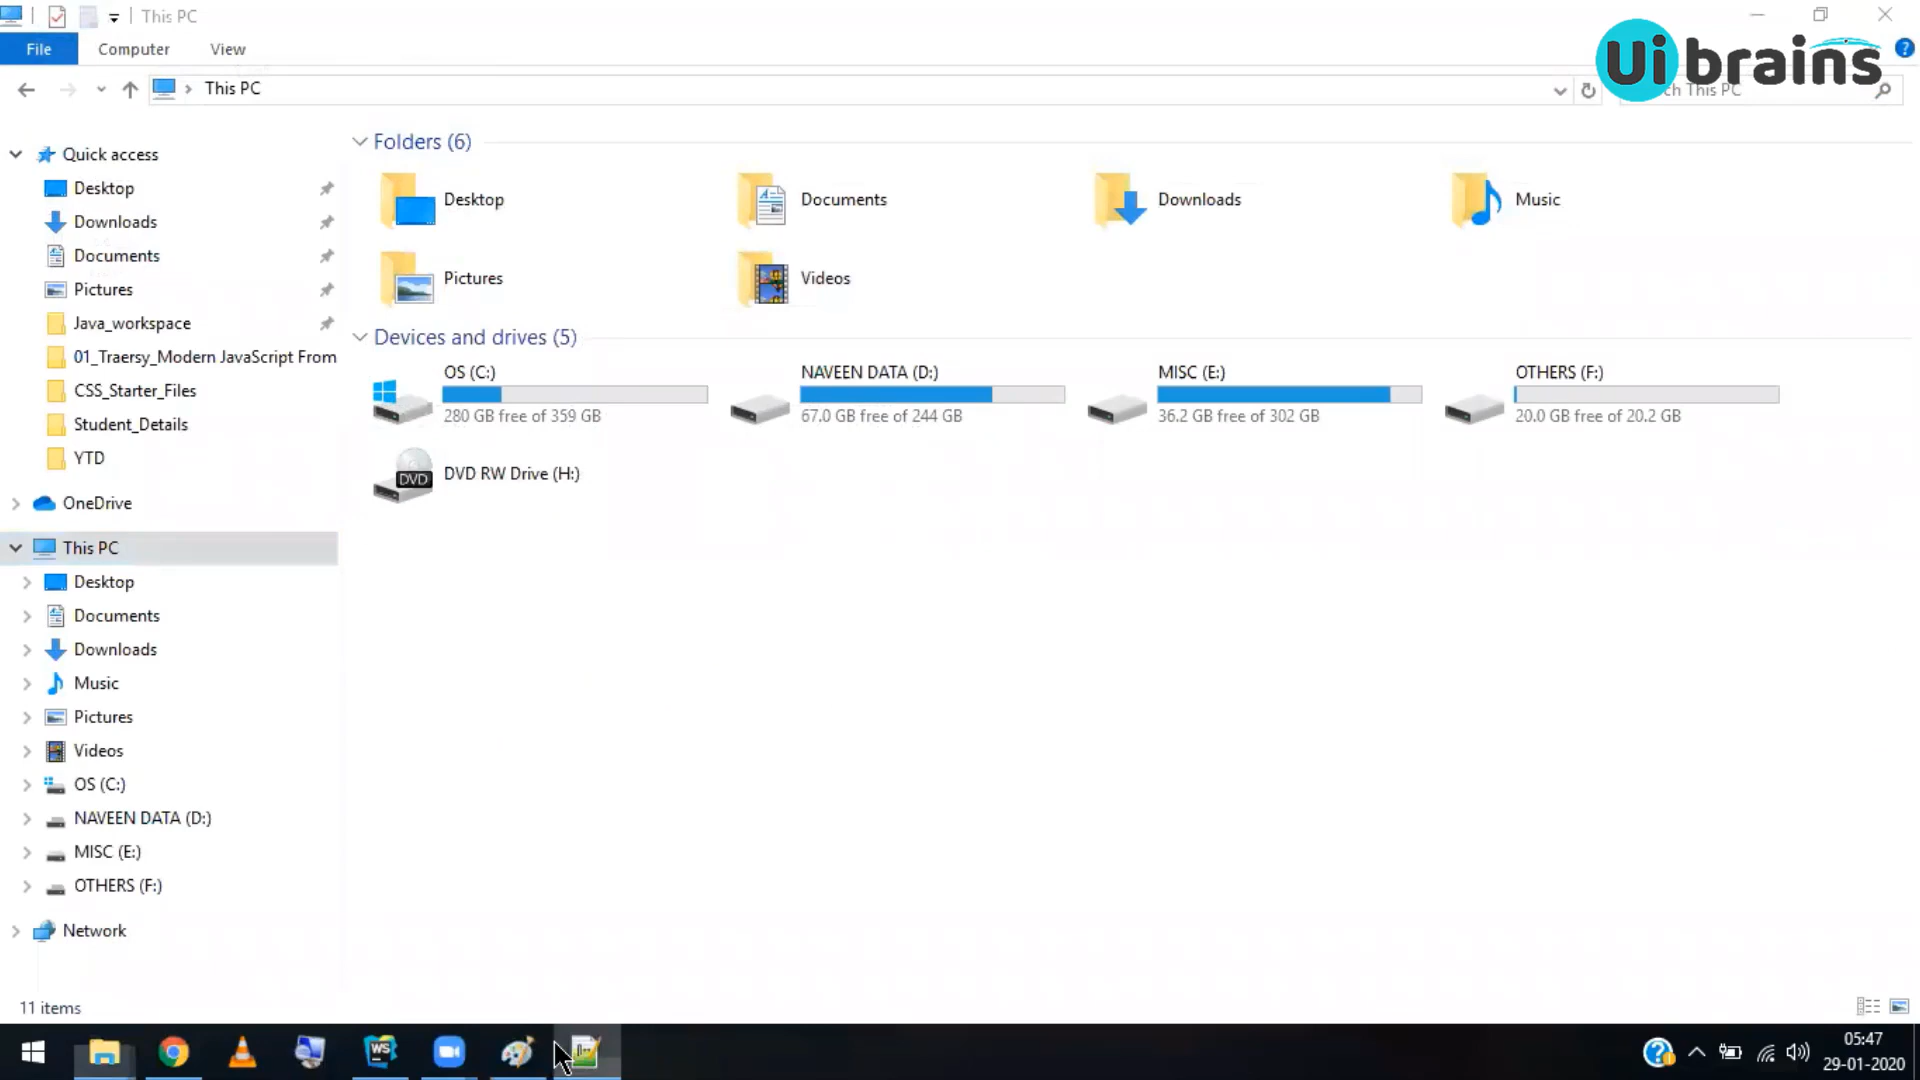 This PC
File Computer View
This PC
ch This PC
Ui brains
?
Quick access
Desktop
Downloads
Documents
Pictures
Java_workspace
01_Traersy_Modern JavaScript From
CSS_Starter_Files
Student_Details
YTD
OneDrive
This PC
Desktop
Documents
Downloads
Music
Pictures
Videos
OS (C:)
NAVEEN DATA (D:)
MISC (E:)
OTHERS (F:)
Network
Folders (6)
Desktop
Documents
Downloads
Music
Pictures
Videos
Devices and drives (5)
OS (C:)
280 GB free of 359 GB
NAVEEN DATA (D:)
67.0 GB free of 244 GB
MISC (E:)
36.2 GB free of 302 GB
OTHERS (F:)
20.0 GB free of 20.2 GB
DVD
DVD RW Drive (H:)
11 items
WS
?
05:47
29-01-2020